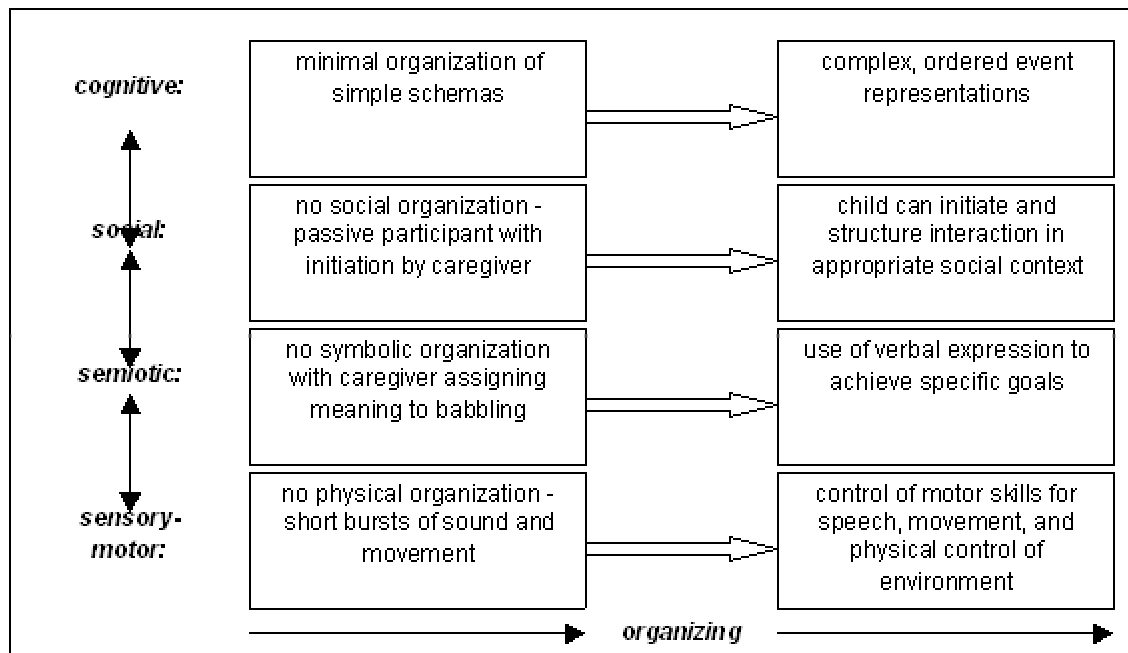 cognitive:
minimal organization of
simple schemas
complex, ordered event
representations
social:
no social organization -
passive participant with
initiation by caregiver
child can initiate and
structure interaction in
appropriate social context
semiotic:
no symbolic organization
with caregiver assigning
meaning to babbling
use of verbal expression to
achieve specific goals
sensory-
motor:
no physical organization -
short bursts of sound and
movement
control of motor skills for
speech, movement, and
physical control of
environment
organizing